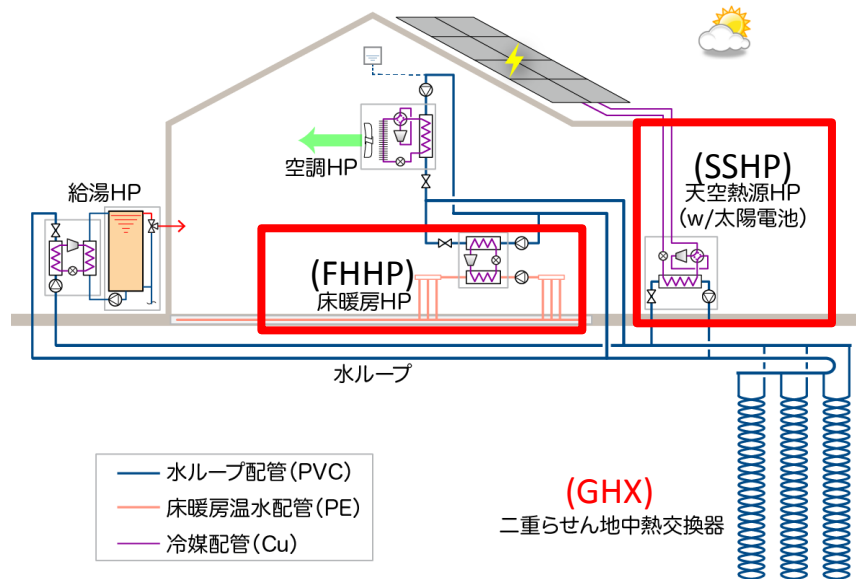 (SSHP)
天空熱源HP
(w/太陽電池)
空調HP
給湯HP
(FHHP)
床暖房HP
水ループ
水ループ配管(PVC)
床暖房温水配管(PE)
冷媒配管(Cu)
(GHX)
二重らせん地中熱交換器